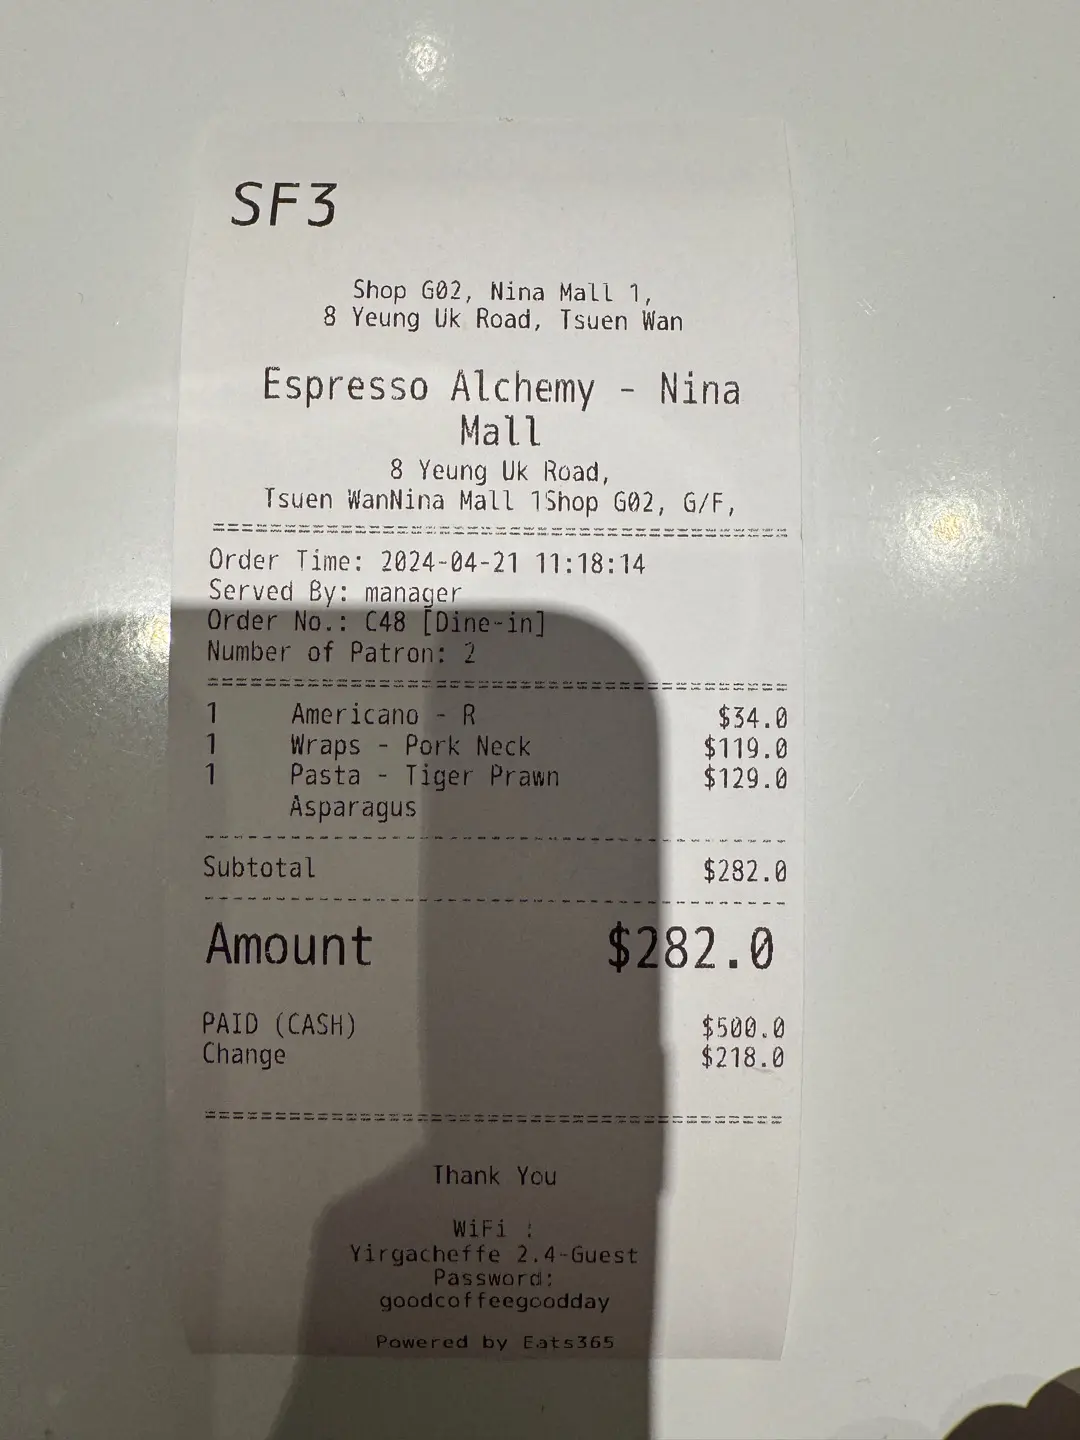 SF3
Shop G02, Nina Mall 1,
8 Yeung Uk Road, Tsuen Wan
Espresso Alchemy - Nina
Mall
8 Yeung Uk Road,
Tsuen WanNina Mall 1Shop G02, G/F,
Order Time: 2024-04-21 11:18:14
Served By: manager
Order No.: C48 [Dine-in]
Number of Patron: 2
1 Americano - R $34.0
1 Wraps - Pork Neck $119.0
1 Pasta - Tiger Prawn $129.0
Asparagus
Subtotal $282.0
Amount $282.0
PAID (CASH) $500.0
Change $218.0
Thank You
WiFi :
Yirgacheffe 2.4-Guest
Password:
goodcoffeegoodday
Powered by Eats365